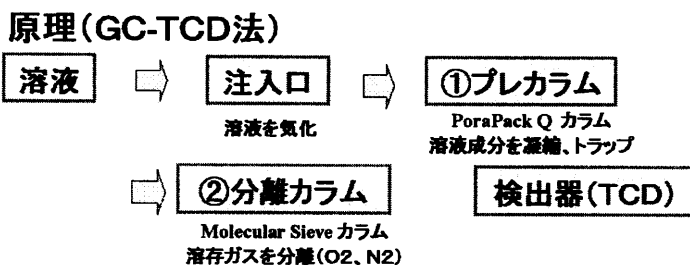 原理(GC-TCD法)
溶液
注入口
①プレカラム
溶液を気化
PoraPack Q カラム
溶液成分を凝縮、トラップ
②分離カラム
検出器(TCD)
Molecular Sieve カラム
溶存ガスを分離(O2、N2)